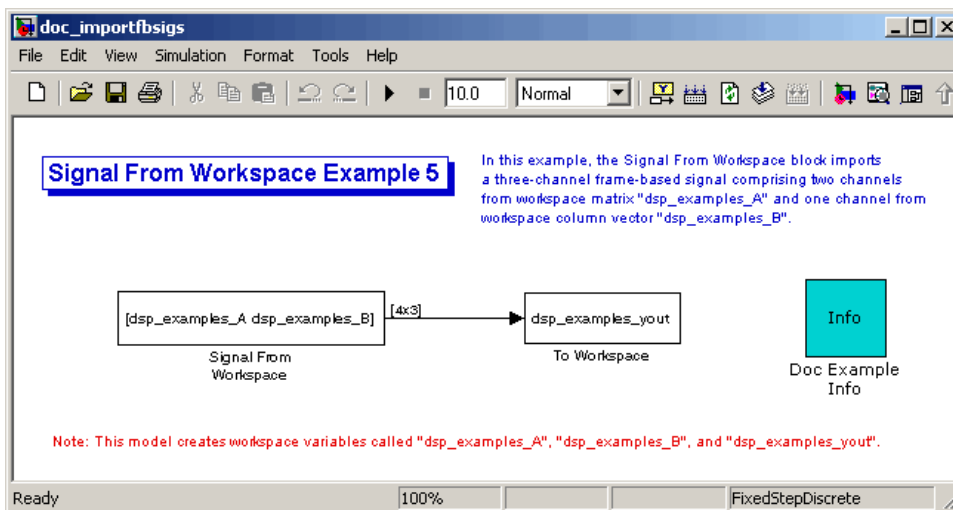 doc_importfbsigs
File Edit View Simulation Format Tools Help
10.0 Normal
Signal From Workspace Example 5
In this example, the Signal From Workspace block imports
a three-channel frame-based signal comprising two channels
from workspace matrix "dsp_examples_A" and one channel from
workspace column vector "dsp_examples_B".
[dsp_examples_A dsp_examples_B]
[4x3]
dsp_examples_yout
Info
Signal From
Workspace
To Workspace
Doc Example
Info
Note: This model creates workspace variables called "dsp_examples_A", "dsp_examples_B", and "dsp_examples_yout".
Ready 100% FixedStepDiscrete